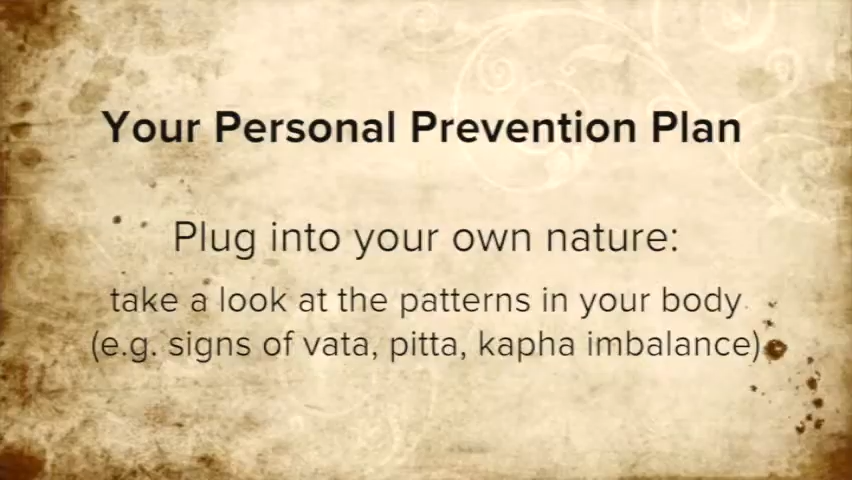 Your Personal Prevention Plan
Plug into your own nature:
take a look at the patterns in your body
(e.g. signs of vata, pitta, kapha imbalance)